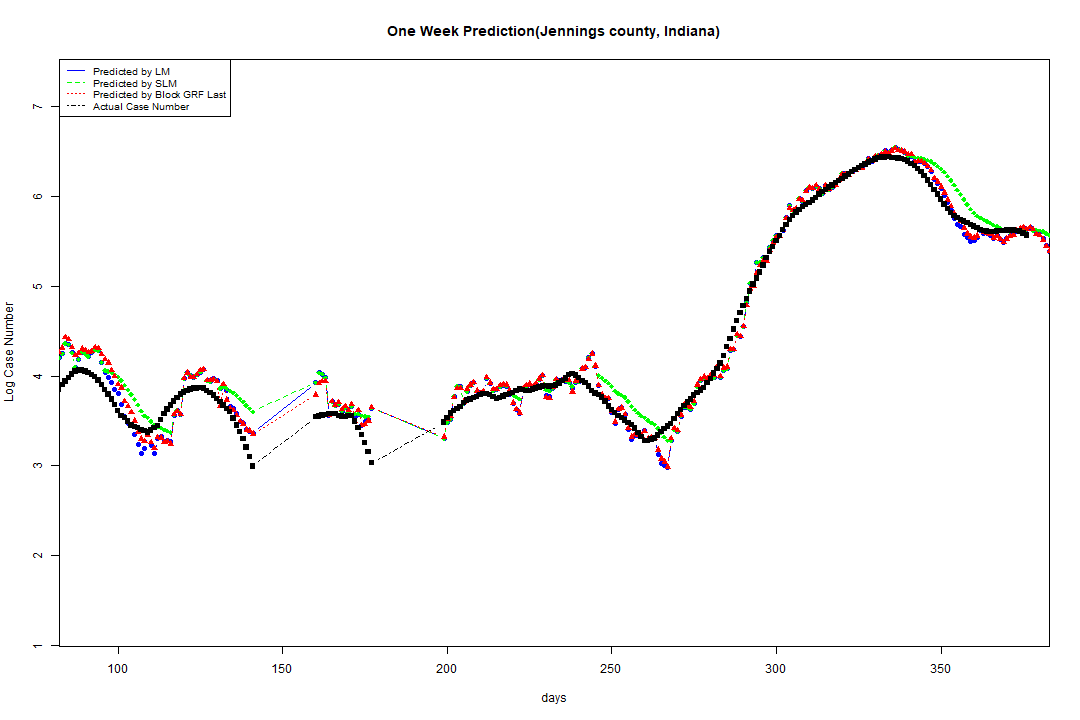 One Week Prediction(Jennings county, Indiana)
Predicted by LM
Predicted by SLM
Predicted by Block GRF Last
Actual Case Number
Log Case Number
7
6
5
4
3
2
1
100 150 200 250 300 350
days